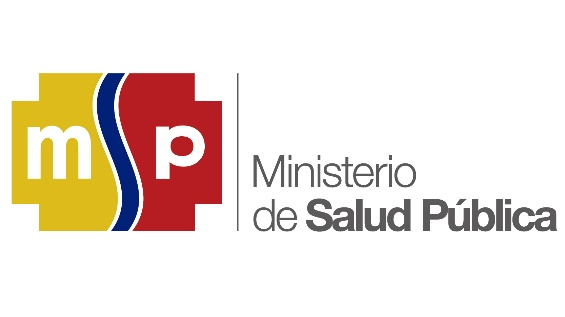 msp
Ministerio
de Salud Pública